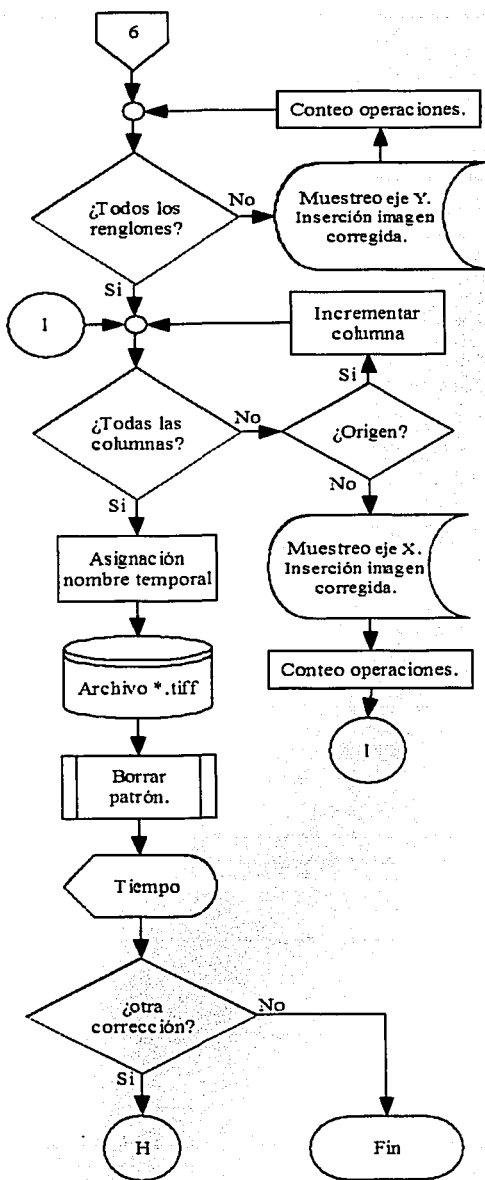 6
Conteo operaciones.
¿Todos los
renglones?
No
Muestreo eje Y.
Inserción imagen
corregida.
Si
I
Incrementar
columna
Si
¿Todas las
columnas?
No
¿Origen?
No
Si
Muestreo eje X.
Inserción imagen
corregida.
Asignación
nombre temporal
Conteo operaciones.
Archivo *.tiff
I
Borrar
patrón.
Tiempo
¿otra
corrección?
No
Si
H
Fin